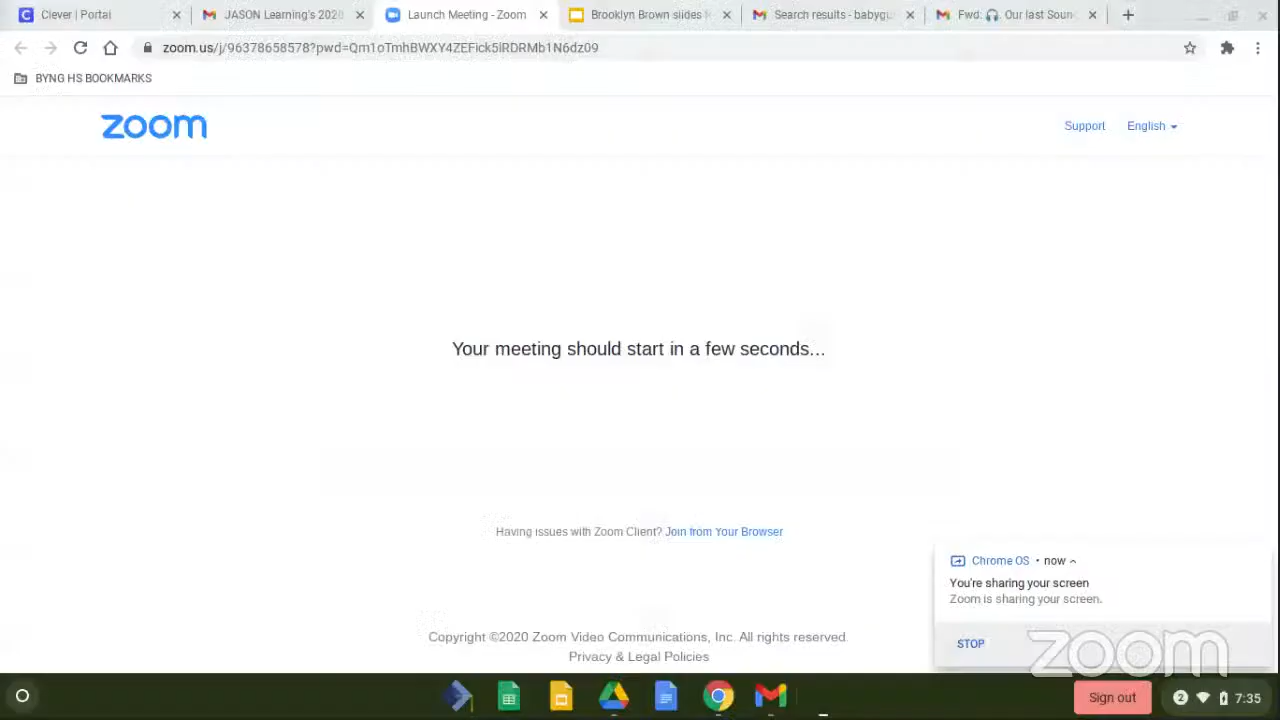 Clever | Portal
JASON Learning's 2020
Launch Meeting - Zoom
Brooklyn Brown slides f
Search results - babygu
Fwd: 🎧. Our last Soun
zoom.us/j/96378658578?pwd=Qm1oTmhBWXY4ZEFick5iRDRMb1N6dz09
BYNG HS BOOKMARKS
zoom
Support
English
Your meeting should start in a few seconds...
Having issues with Zoom Client? Join from Your Browser
Chrome OS • now
You're sharing your screen
Zoom is sharing your screen.
STOP
zoom
Copyright ©2020 Zoom Video Communications, Inc. All rights reserved.
Privacy & Legal Policies
Sign out
2
7:35